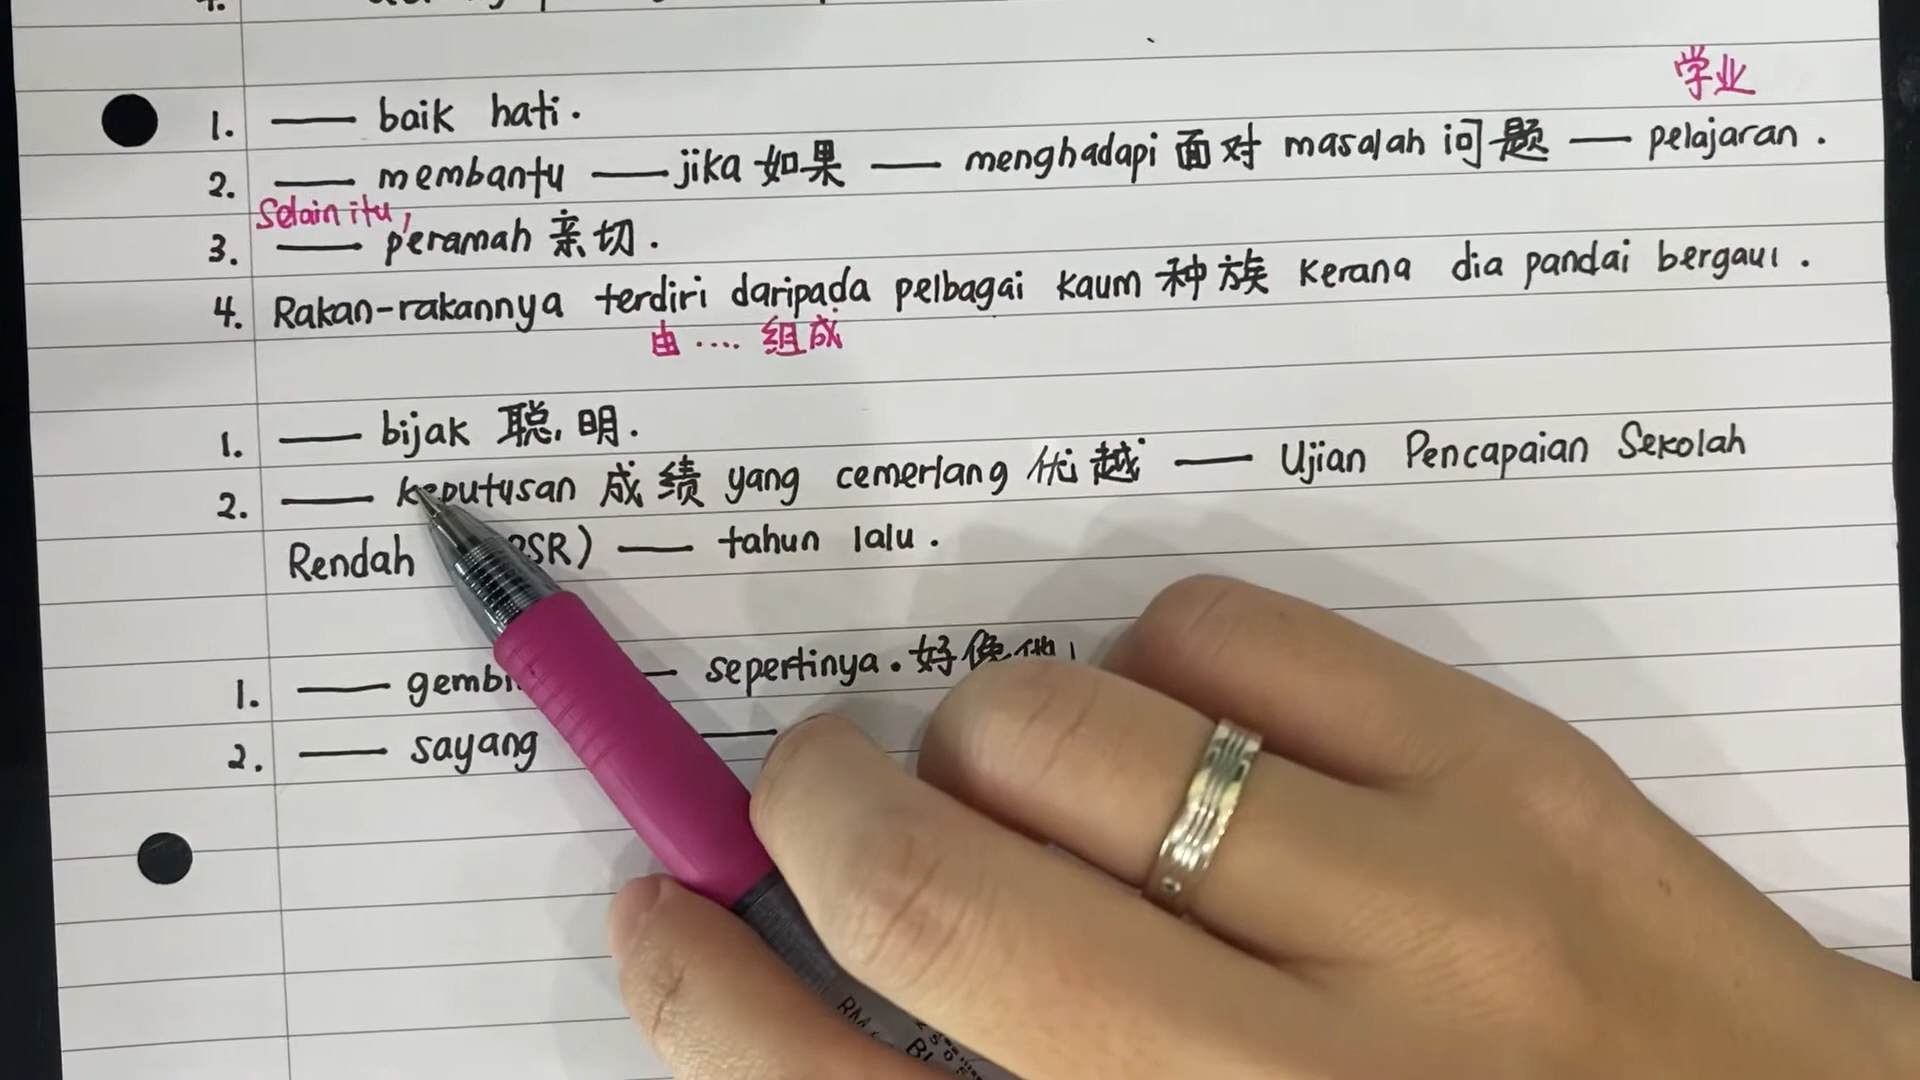 学业
1. —— baik hati.
2. —— membantu —— jika 如果 —— menghadapi 面对 masalah 问题 —— pelajaran.
Selain itu,
3. —— peramah 亲切.
4. Rakan-rakannya terdiri daripada pelbagai kaum 种族 kerana dia pandai bergaul.
由 .... 组成
1. —— bijak 聪明.
2. —— keputusan 成绩 yang cemerlang 优越 —— Ujian Pencapaian Sekolah
Rendah PSR) —— tahun lalu.
1. —— —— sepertinya. 好像他
2. —— sayang ——